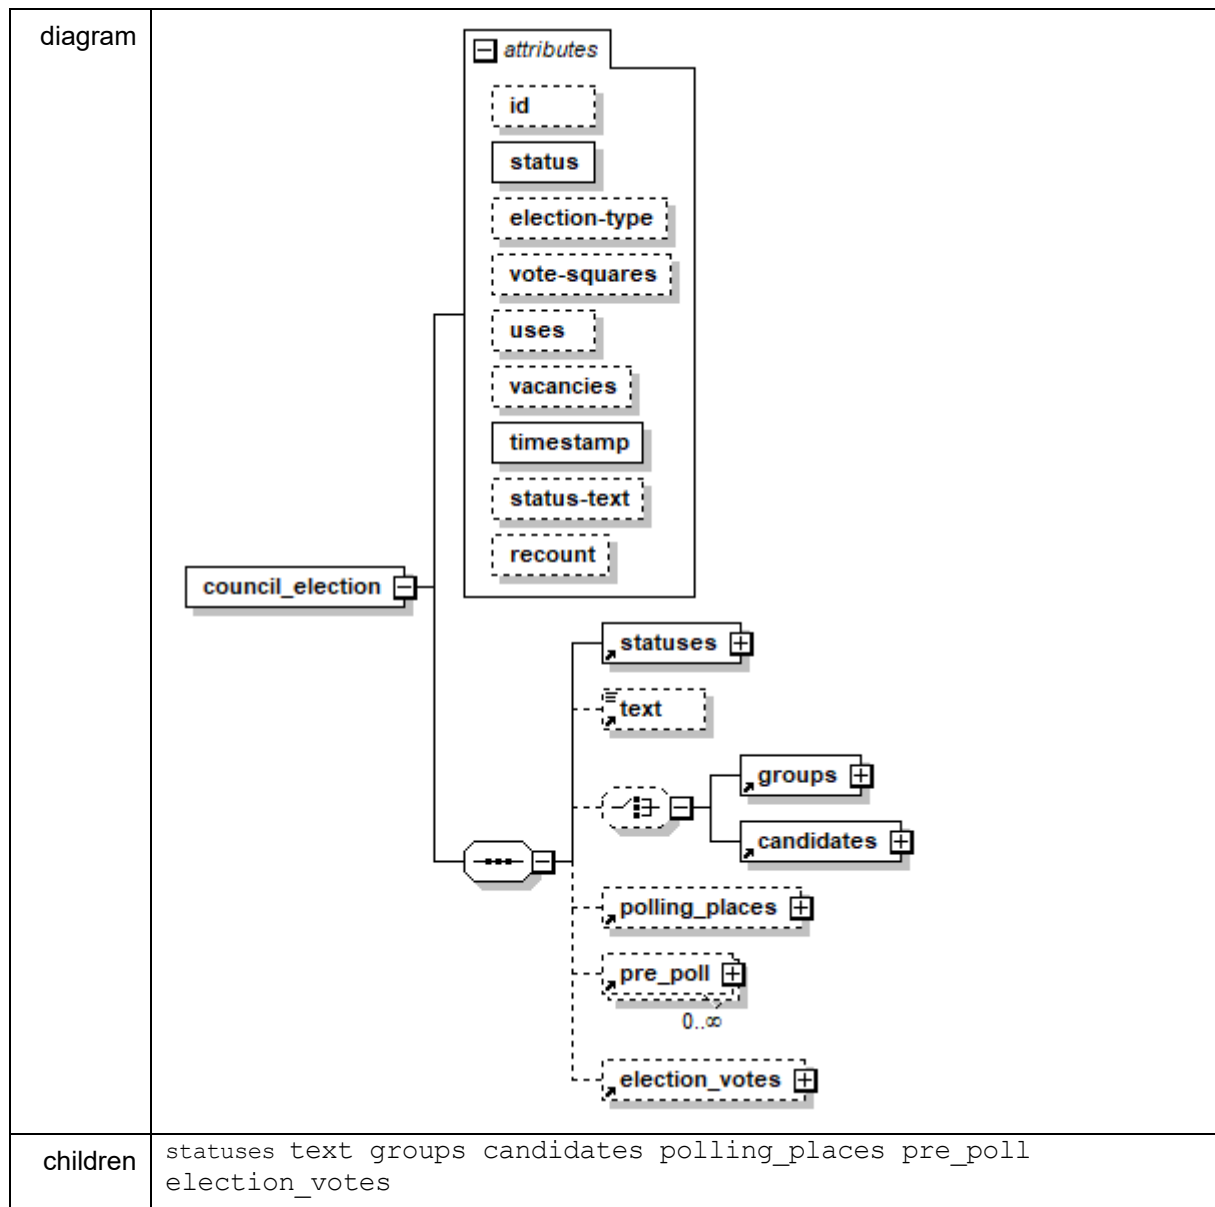 diagram
attributes
id
status
election-type
vote-squares
uses
vacancies
timestamp
status-text
recount
council_election
statuses
text
groups
candidates
polling_places
pre_poll
0..∞
election_votes
children
statuses text groups candidates polling_places pre_poll
election_votes